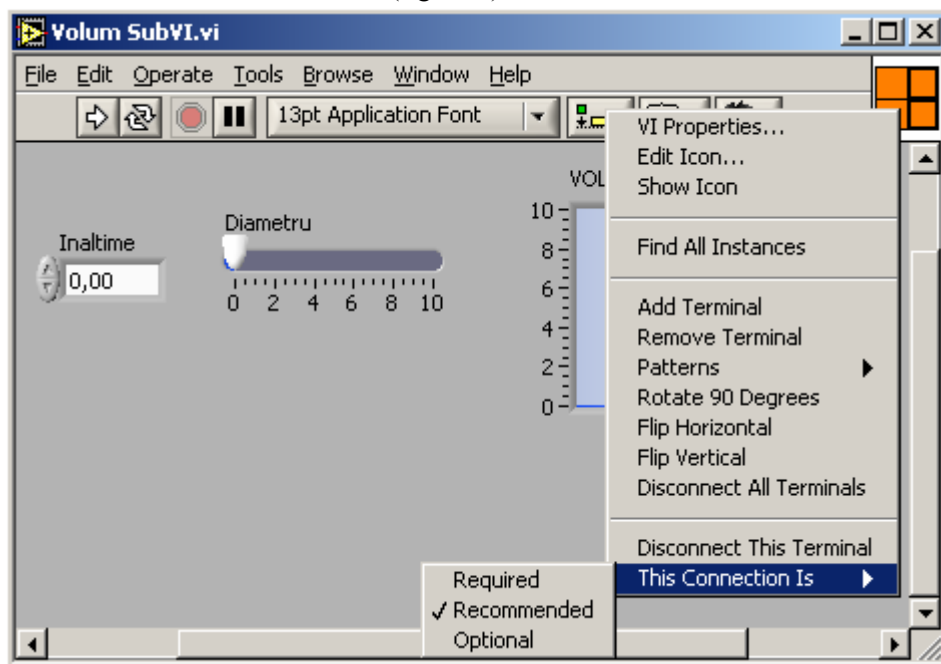 Volum SubVI.vi
File Edit Operate Tools Browse Window Help
13pt Application Font
VI Properties...
Edit Icon...
Show Icon
Find All Instances
Add Terminal
Remove Terminal
Patterns
Rotate 90 Degrees
Flip Horizontal
Flip Vertical
Disconnect All Terminals
Disconnect This Terminal
This Connection Is
Required
Recommended
Optional
Inaltime
0,00
Diametru
0 2 4 6 8 10
VOL
10
8
6
4
2
0